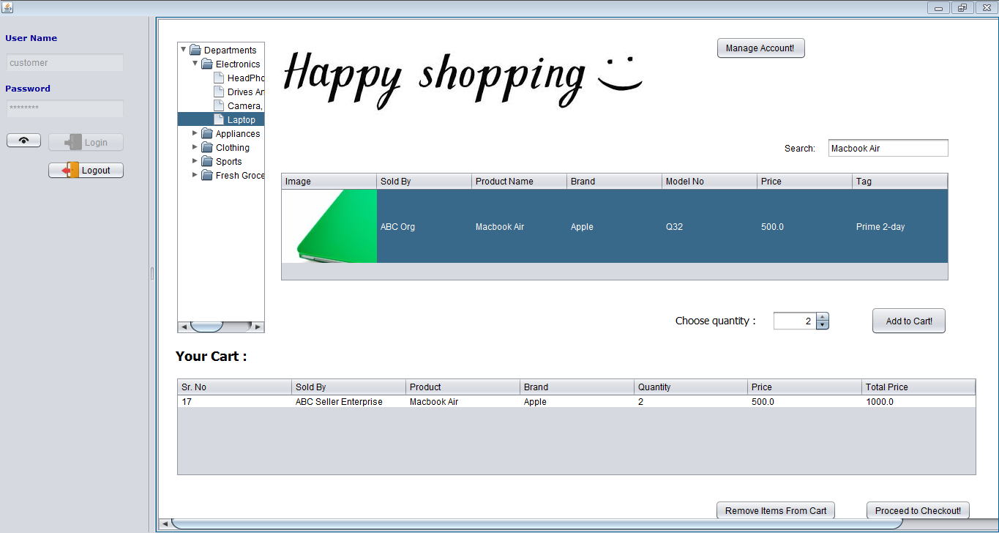 User Name
customer
Password
********
Login
Logout
Departments
Electronics
HeadPho
Drives An
Camera,
Laptop
Appliances
Clothing
Sports
Fresh Groce
Happy shopping
Manage Account!
Search: Macbook Air
Image Sold By Product Name Brand Model No Price Tag
ABC Org Macbook Air Apple Q32 500.0 Prime 2-day
Choose quantity : 2 Add to Cart!
Your Cart :
Sr. No Sold By Product Brand Quantity Price Total Price
17 ABC Seller Enterprise Macbook Air Apple 2 500.0 1000.0
Remove Items From Cart Proceed to Checkout!